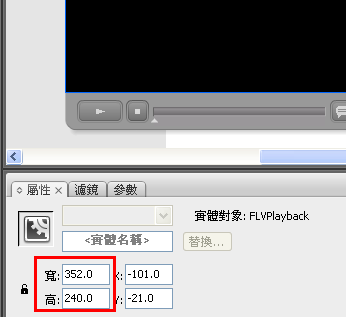 屬性 × 濾鏡 參數
實體對象: FLVPlayback
<實體名稱> 替換...
寬: 352.0 X: -101.0
高: 240.0 Y: -21.0